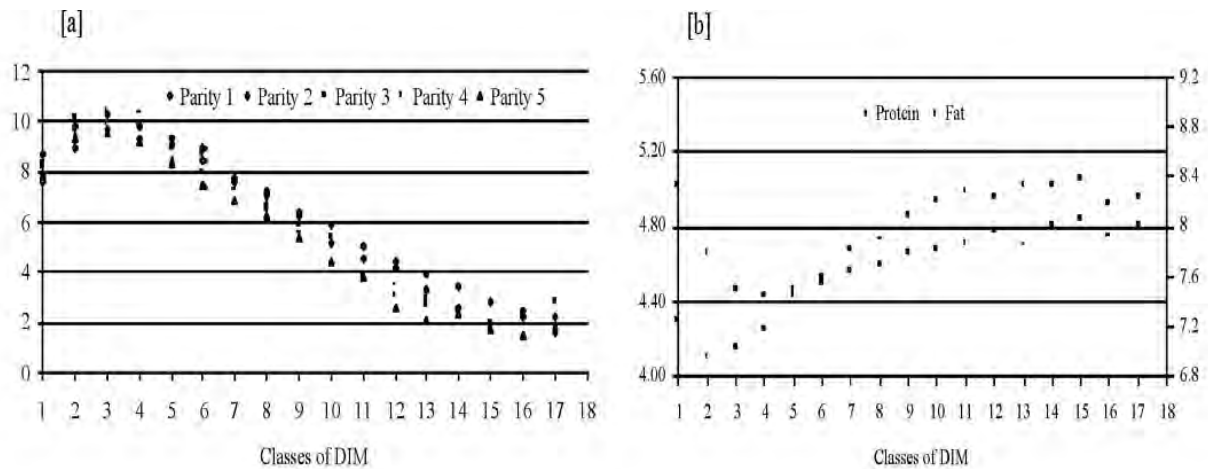 [a]
12
10
8
6
4
2
0
Parity 1 Parity 2 Parity 3 Parity 4 Parity 5
1 2 3 4 5 6 7 8 9 10 11 12 13 14 15 16 17 18
Classes of DIM
[b]
5.60
5.20
4.80
4.40
4.00
Protein Fat
9.2
8.8
8.4
8
7.6
7.2
6.8
1 2 3 4 5 6 7 8 9 10 11 12 13 14 15 16 17 18
Classes of DIM